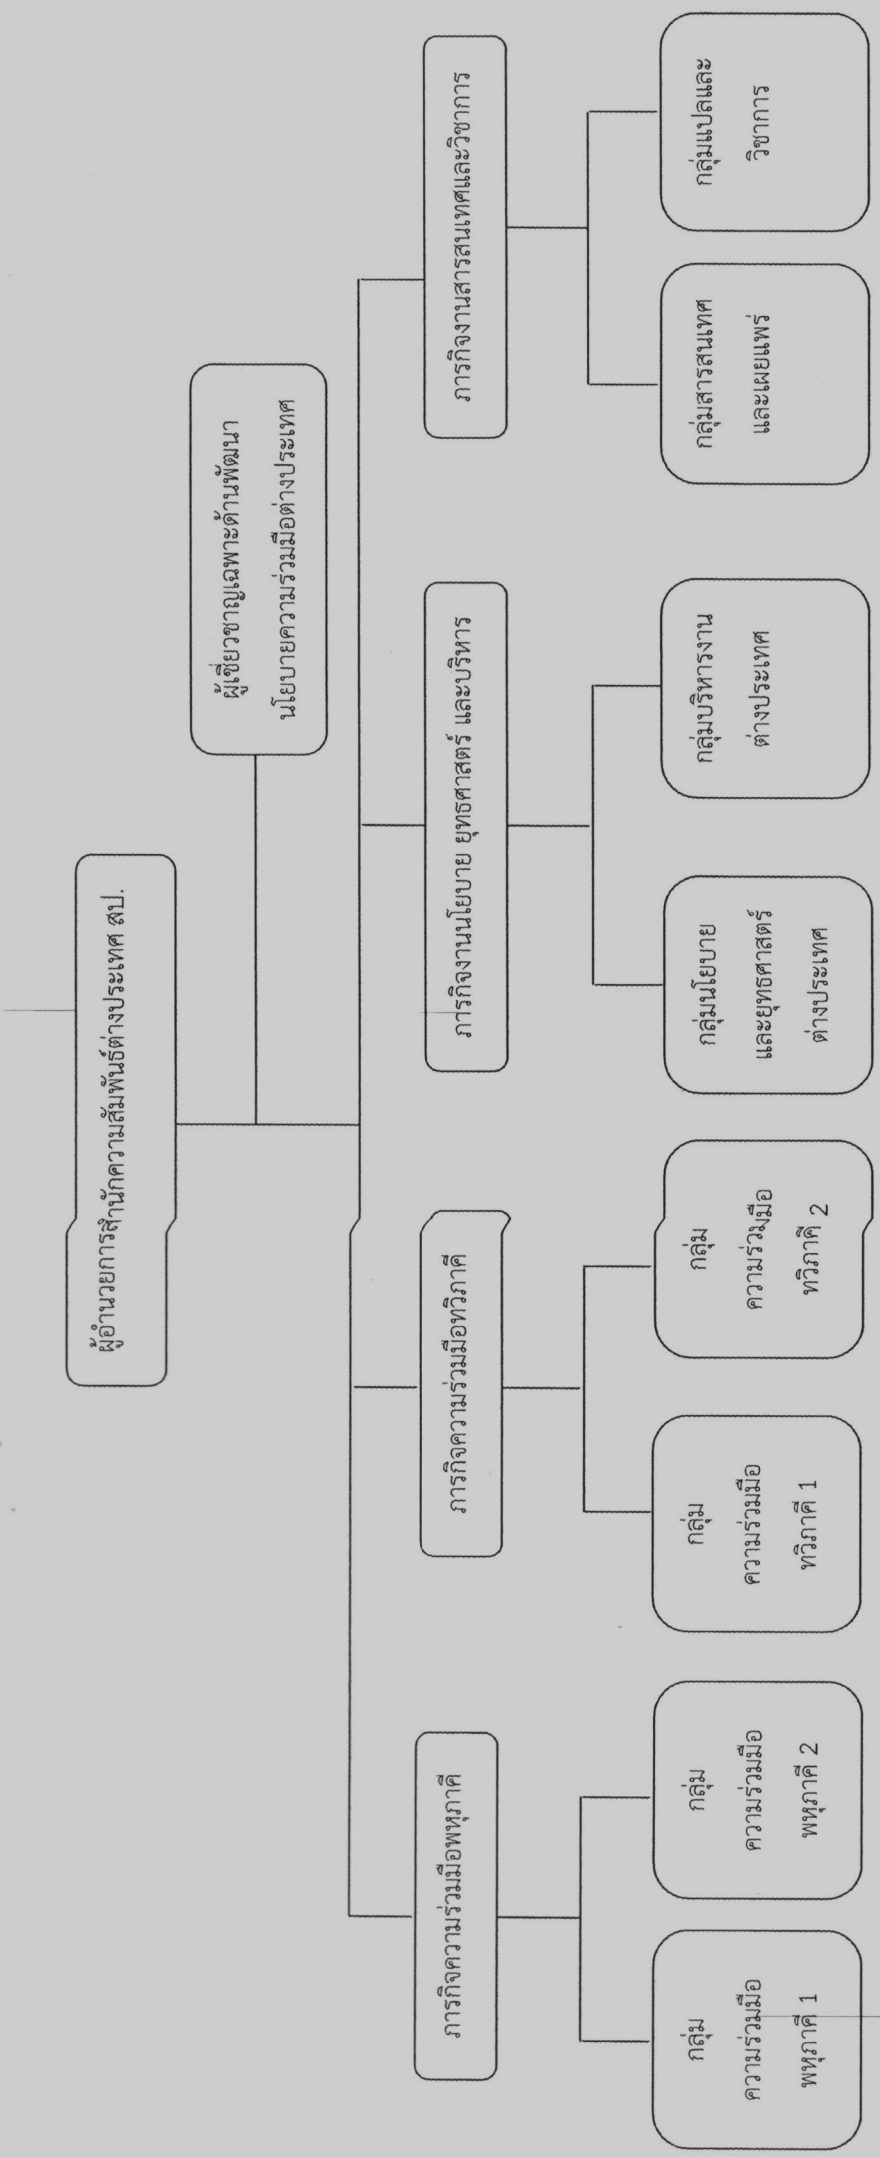 ผู้อำนวยการสำนักความสัมพันธ์ต่างประเทศ สป.
ผู้เชี่ยวชาญเฉพาะด้านพัฒนา
นโยบายความร่วมมือต่างประเทศ
ภารกิจความร่วมมือพหุภาคี
ภารกิจความร่วมมือทวิภาคี
ภารกิจงานนโยบาย ยุทธศาสตร์ และบริหาร
ภารกิจงานสารสนเทศและวิชาการ
กลุ่ม
ความร่วมมือ
พหุภาคี 1
กลุ่ม
ความร่วมมือ
พหุภาคี 2
กลุ่ม
ความร่วมมือ
ทวิภาคี 1
กลุ่ม
ความร่วมมือ
ทวิภาคี 2
กลุ่มนโยบาย
และยุทธศาสตร์
ต่างประเทศ
กลุ่มบริหารงาน
ต่างประเทศ
กลุ่มสารสนเทศ
และเผยแพร่
กลุ่มแปลและ
วิชาการ